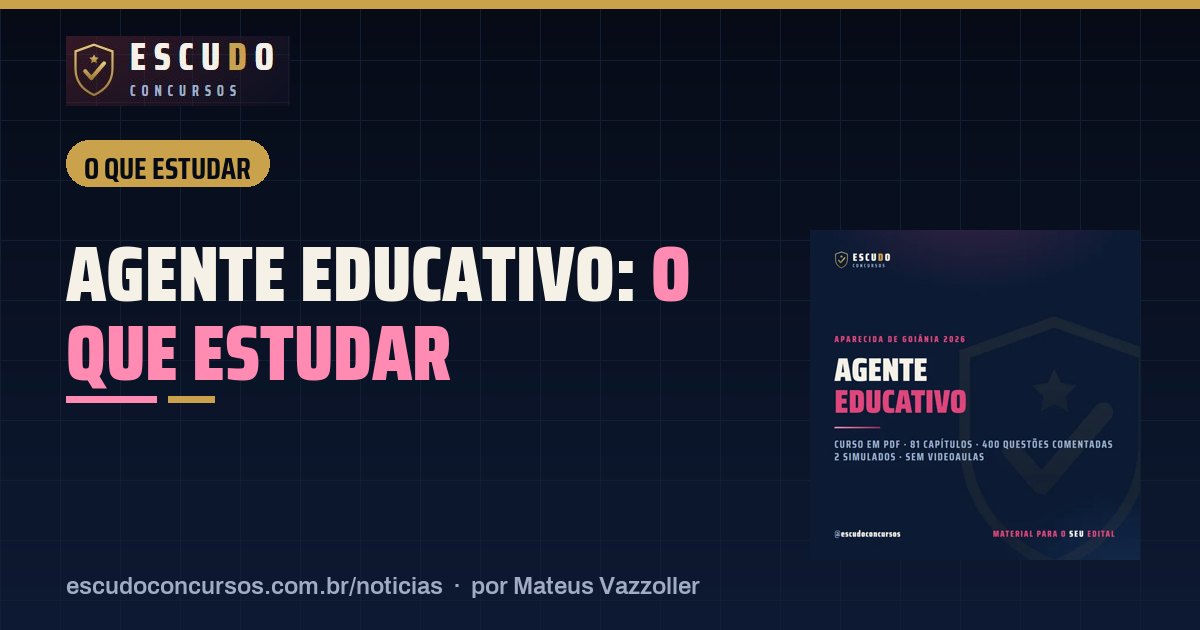 ESCUDO
CONCURSOS
O QUE ESTUDAR
AGENTE EDUCATIVO: O
QUE ESTUDAR
ESCUDO
CONCURSOS
APARECIDA DE GOIÂNIA 2026
AGENTE
EDUCATIVO
CURSO EM PDF · 81 CAPÍTULOS · 400 QUESTÕES COMENTADAS
2 SIMULADOS · SEM VIDEOAULAS
@escudoconcursos
MATERIAL PARA O SEU EDITAL
escudoconcursos.com.br/noticias · por Mateus Vazzoller